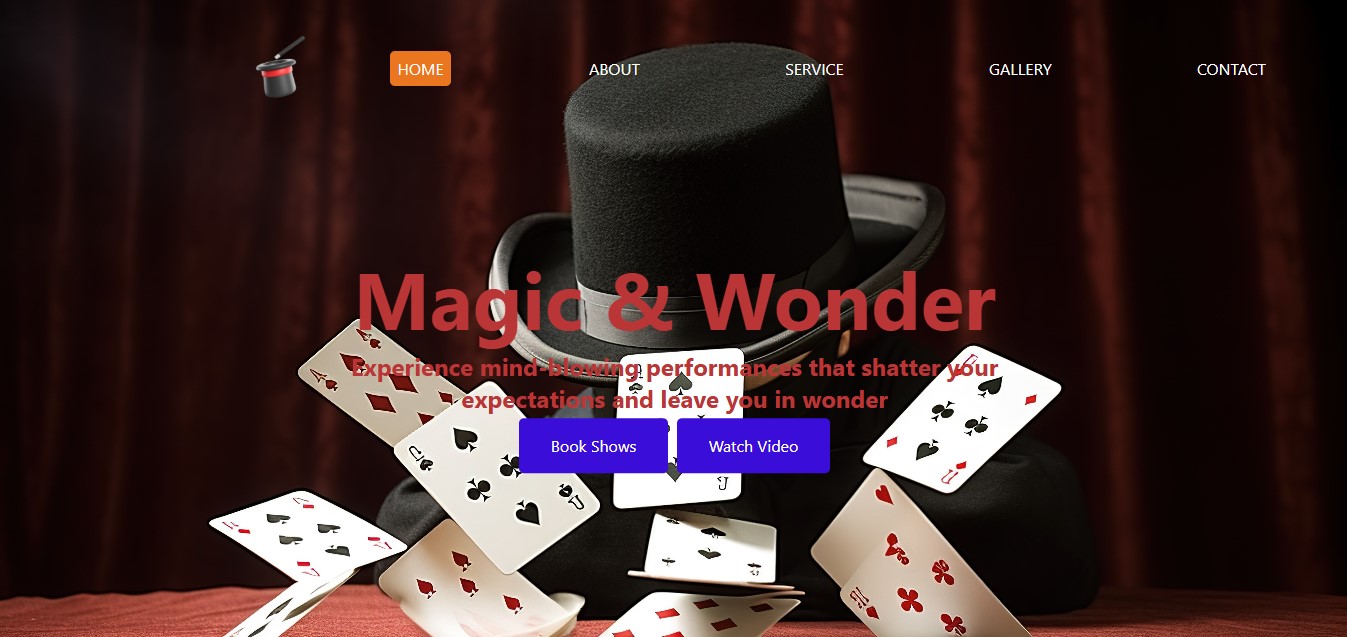 HOME ABOUT SERVICE GALLERY CONTACT
Magic & Wonder
Experience mind-blowing performances that shatter your
expectations and leave you in wonder
Book Shows Watch Video